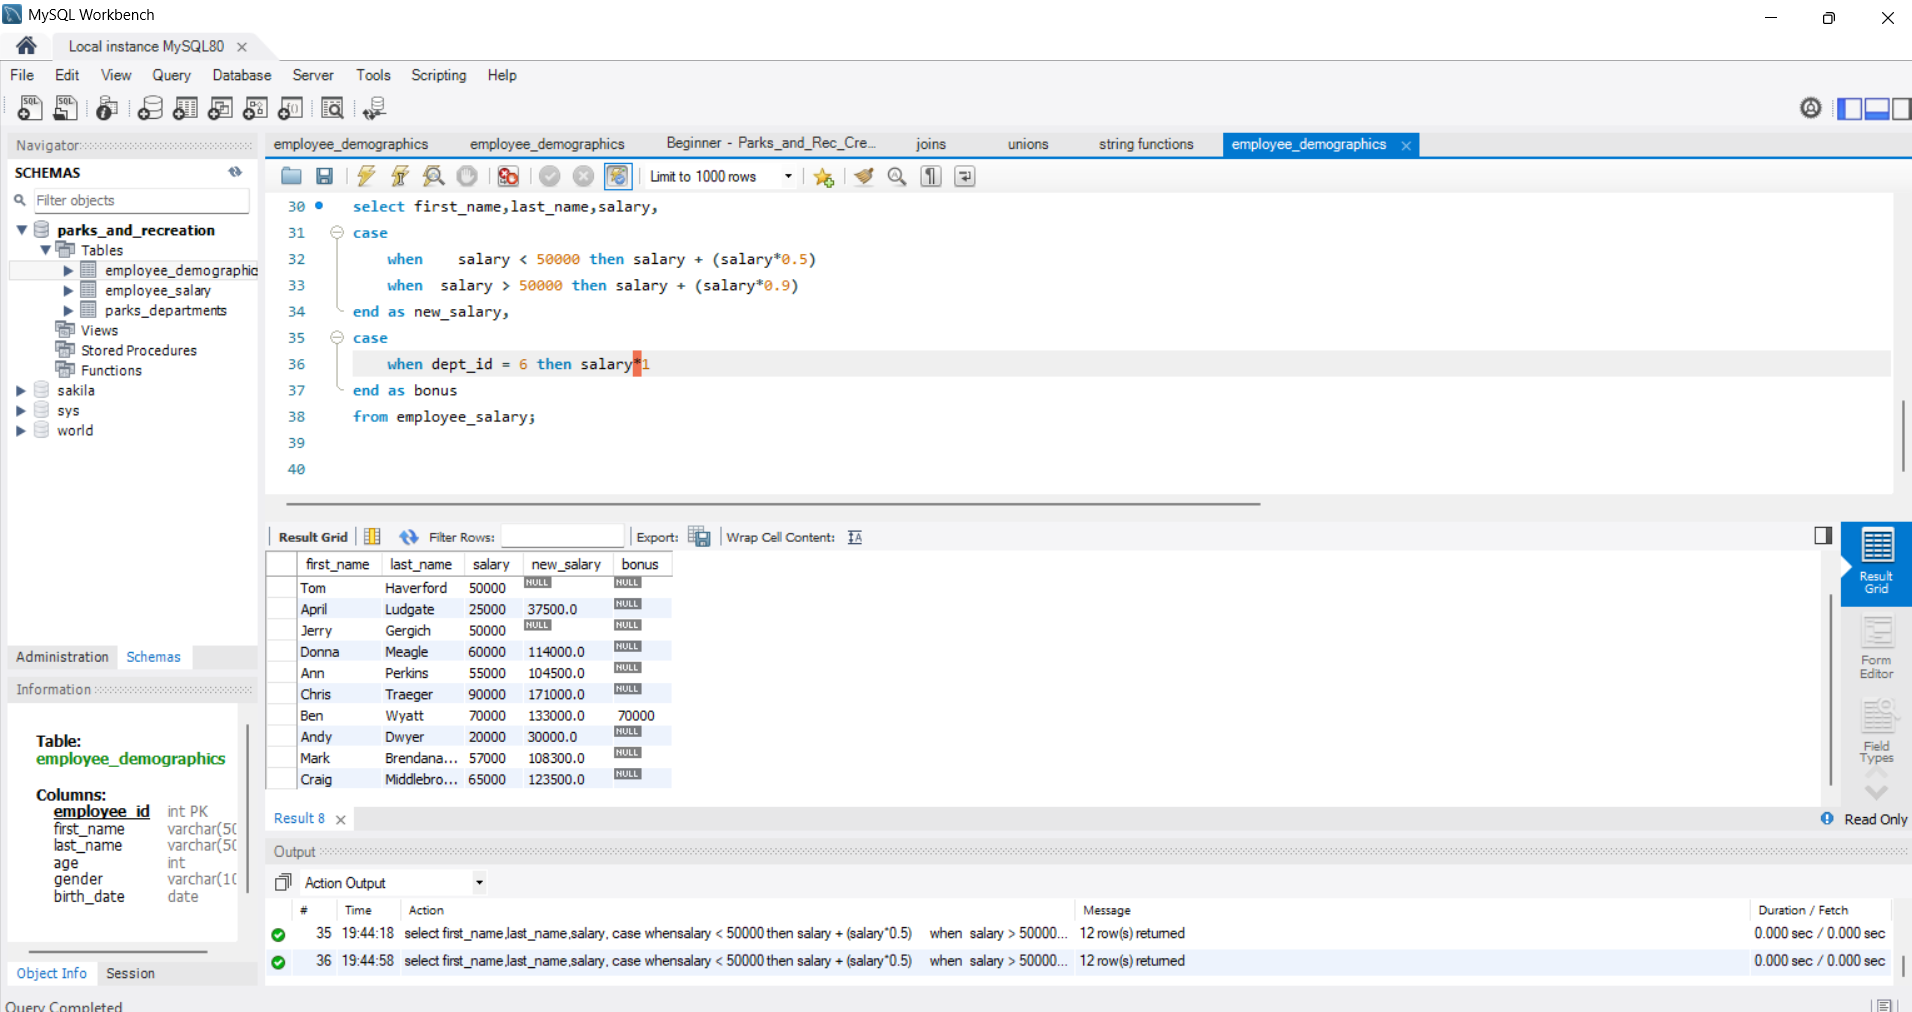 MySQL Workbench
Local instance MySQL80
File Edit View Query Database Server Tools Scripting Help
Navigator
SCHEMAS
Filter objects
parks_and_recreation
Tables
employee_demographic
employee_salary
parks_departments
Views
Stored Procedures
Functions
sakila
sys
world
Administration Schemas
Information
Table:
employee_demographics
Columns:
employee_id int PK
first_name varchar(50
last_name varchar(50
age int
gender varchar(10
birth_date date
Object Info Session
Query Completed
employee_demographics employee_demographics Beginner - Parks_and_Rec_Cre... joins unions string functions employee_demographics
Limit to 1000 rows
30 select first_name,last_name,salary,
31 case
32 when salary < 50000 then salary + (salary*0.5)
33 when salary > 50000 then salary + (salary*0.9)
34 end as new_salary,
35 case
36 when dept_id = 6 then salary*1
37 end as bonus
38 from employee_salary;
39
40
Result Grid Filter Rows: Export: Wrap Cell Content:
first_name last_name salary new_salary bonus
Tom Haverford 50000 NULL NULL
April Ludgate 25000 37500.0 NULL
Jerry Gergich 50000 NULL NULL
Donna Meagle 60000 114000.0 NULL
Ann Perkins 55000 104500.0 NULL
Chris Traeger 90000 171000.0 NULL
Ben Wyatt 70000 133000.0 70000
Andy Dwyer 20000 30000.0 NULL
Mark Brendana... 57000 108300.0 NULL
Craig Middlebro... 65000 123500.0 NULL
Result Grid
Form Editor
Field Types
Result 8
Read Only
Output
Action Output
# Time Action Message Duration / Fetch
35 19:44:18 select first_name,last_name,salary, case whensalary < 50000 then salary + (salary*0.5) when salary > 50000... 12 row(s) returned 0.000 sec / 0.000 sec
36 19:44:58 select first_name,last_name,salary, case whensalary < 50000 then salary + (salary*0.5) when salary > 50000... 12 row(s) returned 0.000 sec / 0.000 sec